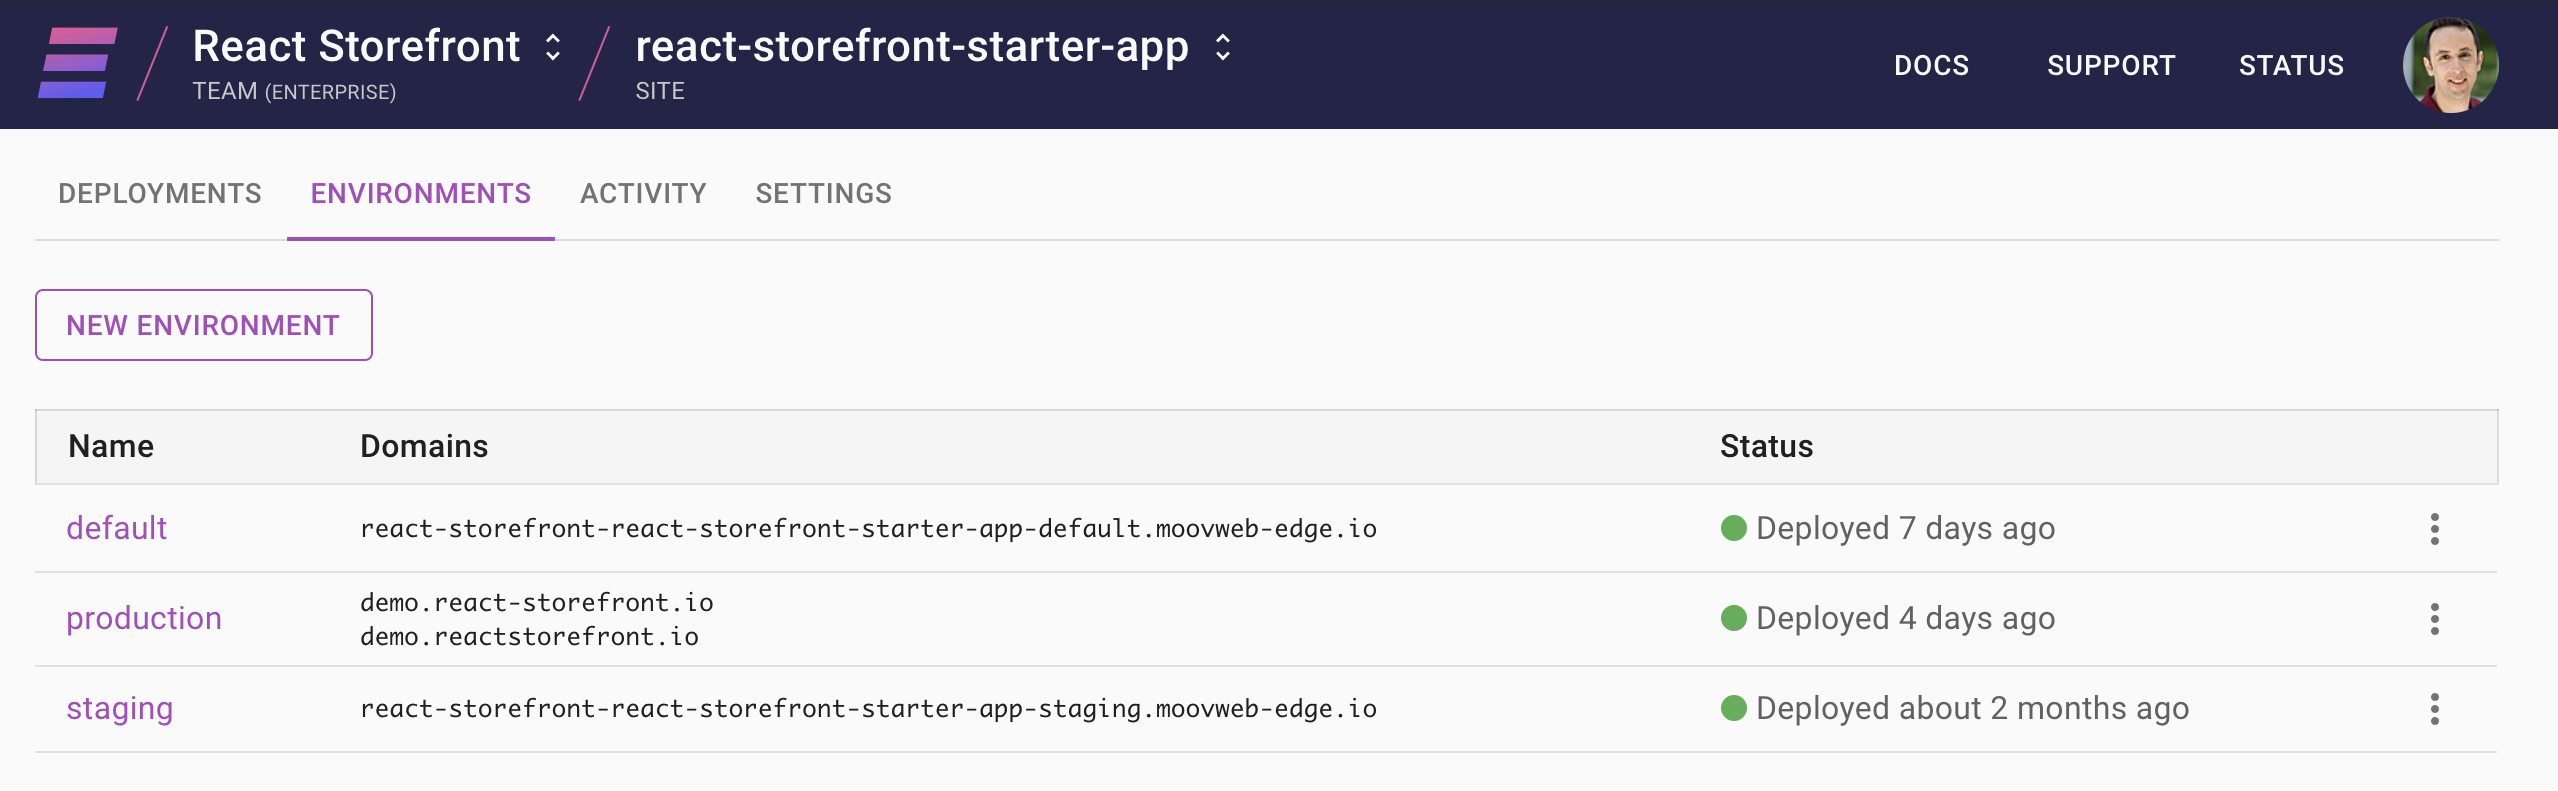 React Storefront
TEAM (ENTERPRISE)
react-storefront-starter-app
SITE
DOCS SUPPORT STATUS
DEPLOYMENTS ENVIRONMENTS ACTIVITY SETTINGS
NEW ENVIRONMENT
Name Domains Status
default react-storefront-react-storefront-starter-app-default.moovweb-edge.io Deployed 7 days ago
production demo.react-storefront.io Deployed 4 days ago
demo.reactstorefront.io
staging react-storefront-react-storefront-starter-app-staging.moovweb-edge.io Deployed about 2 months ago